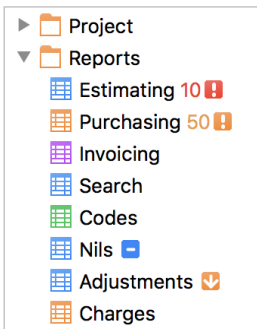 Project
Reports
Estimating 10 !
Purchasing 50 !
Invoicing
Search
Codes
Nils
Adjustments
Charges